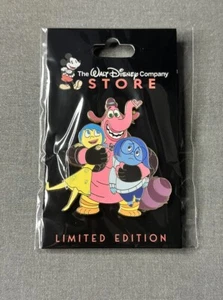 The WALT DISNEY Company
STORE
LIMITED EDITION